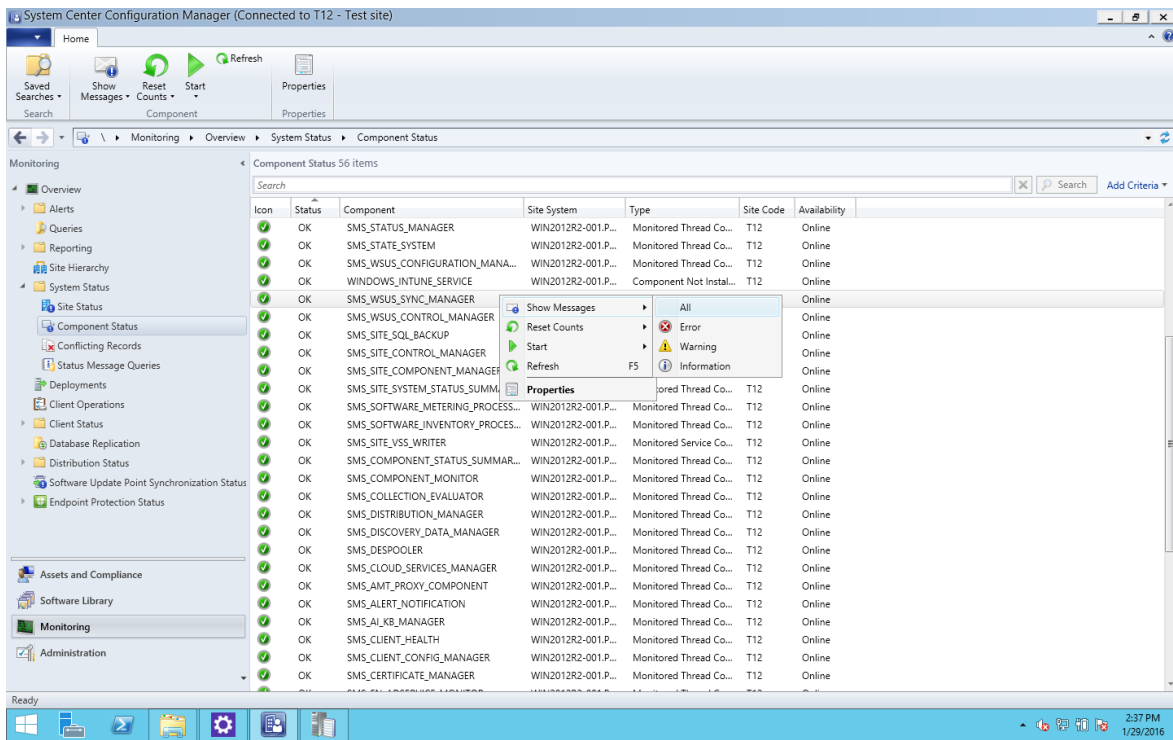 System Center Configuration Manager (Connected to T12 - Test site)
Home
Saved Searches
Show Messages
Reset Counts
Start
Refresh
Properties
Search
Component
Properties
\ Monitoring Overview System Status Component Status
Monitoring
Overview
Alerts
Queries
Reporting
Site Hierarchy
System Status
Site Status
Component Status
Conflicting Records
Status Message Queries
Deployments
Client Operations
Client Status
Database Replication
Distribution Status
Software Update Point Synchronization Status
Endpoint Protection Status
Assets and Compliance
Software Library
Monitoring
Administration
Component Status 56 items
Search
Search
Add Criteria
Icon Status Component Site System Type Site Code Availability
OK SMS_STATUS_MANAGER WIN2012R2-001.P... Monitored Thread Co... T12 Online
OK SMS_STATE_SYSTEM WIN2012R2-001.P... Monitored Thread Co... T12 Online
OK SMS_WSUS_CONFIGURATION_MANA... WIN2012R2-001.P... Monitored Thread Co... T12 Online
OK WINDOWS_INTUNE_SERVICE WIN2012R2-001.P... Component Not Instal... T12 Online
OK SMS_WSUS_SYNC_MANAGER Online
OK SMS_WSUS_CONTROL_MANAGER Online
OK SMS_SITE_SQL_BACKUP Online
OK SMS_SITE_CONTROL_MANAGER Online
OK SMS_SITE_COMPONENT_MANAGER Online
OK SMS_SITE_SYSTEM_STATUS_SUMM tored Thread Co... T12 Online
OK SMS_SOFTWARE_METERING_PROCESS... WIN2012R2-001.P... Monitored Thread Co... T12 Online
OK SMS_SOFTWARE_INVENTORY_PROCES... WIN2012R2-001.P... Monitored Thread Co... T12 Online
OK SMS_SITE_VSS_WRITER WIN2012R2-001.P... Monitored Service Co... T12 Online
OK SMS_COMPONENT_STATUS_SUMMAR... WIN2012R2-001.P... Monitored Thread Co... T12 Online
OK SMS_COMPONENT_MONITOR WIN2012R2-001.P... Monitored Thread Co... T12 Online
OK SMS_COLLECTION_EVALUATOR WIN2012R2-001.P... Monitored Thread Co... T12 Online
OK SMS_DISTRIBUTION_MANAGER WIN2012R2-001.P... Monitored Thread Co... T12 Online
OK SMS_DISCOVERY_DATA_MANAGER WIN2012R2-001.P... Monitored Thread Co... T12 Online
OK SMS_DESPOOLER WIN2012R2-001.P... Monitored Thread Co... T12 Online
OK SMS_CLOUD_SERVICES_MANAGER WIN2012R2-001.P... Monitored Thread Co... T12 Online
OK SMS_AMT_PROXY_COMPONENT WIN2012R2-001.P... Monitored Thread Co... T12 Online
OK SMS_ALERT_NOTIFICATION WIN2012R2-001.P... Monitored Thread Co... T12 Online
OK SMS_AI_KB_MANAGER WIN2012R2-001.P... Monitored Thread Co... T12 Online
OK SMS_CLIENT_HEALTH WIN2012R2-001.P... Monitored Thread Co... T12 Online
OK SMS_CLIENT_CONFIG_MANAGER WIN2012R2-001.P... Monitored Thread Co... T12 Online
OK SMS_CERTIFICATE_MANAGER WIN2012R2-001.P... Monitored Thread Co... T12 Online
Show Messages
Reset Counts
Start
Refresh F5
Properties
All
Error
Warning
Information
Ready
2:37 PM
1/29/2016